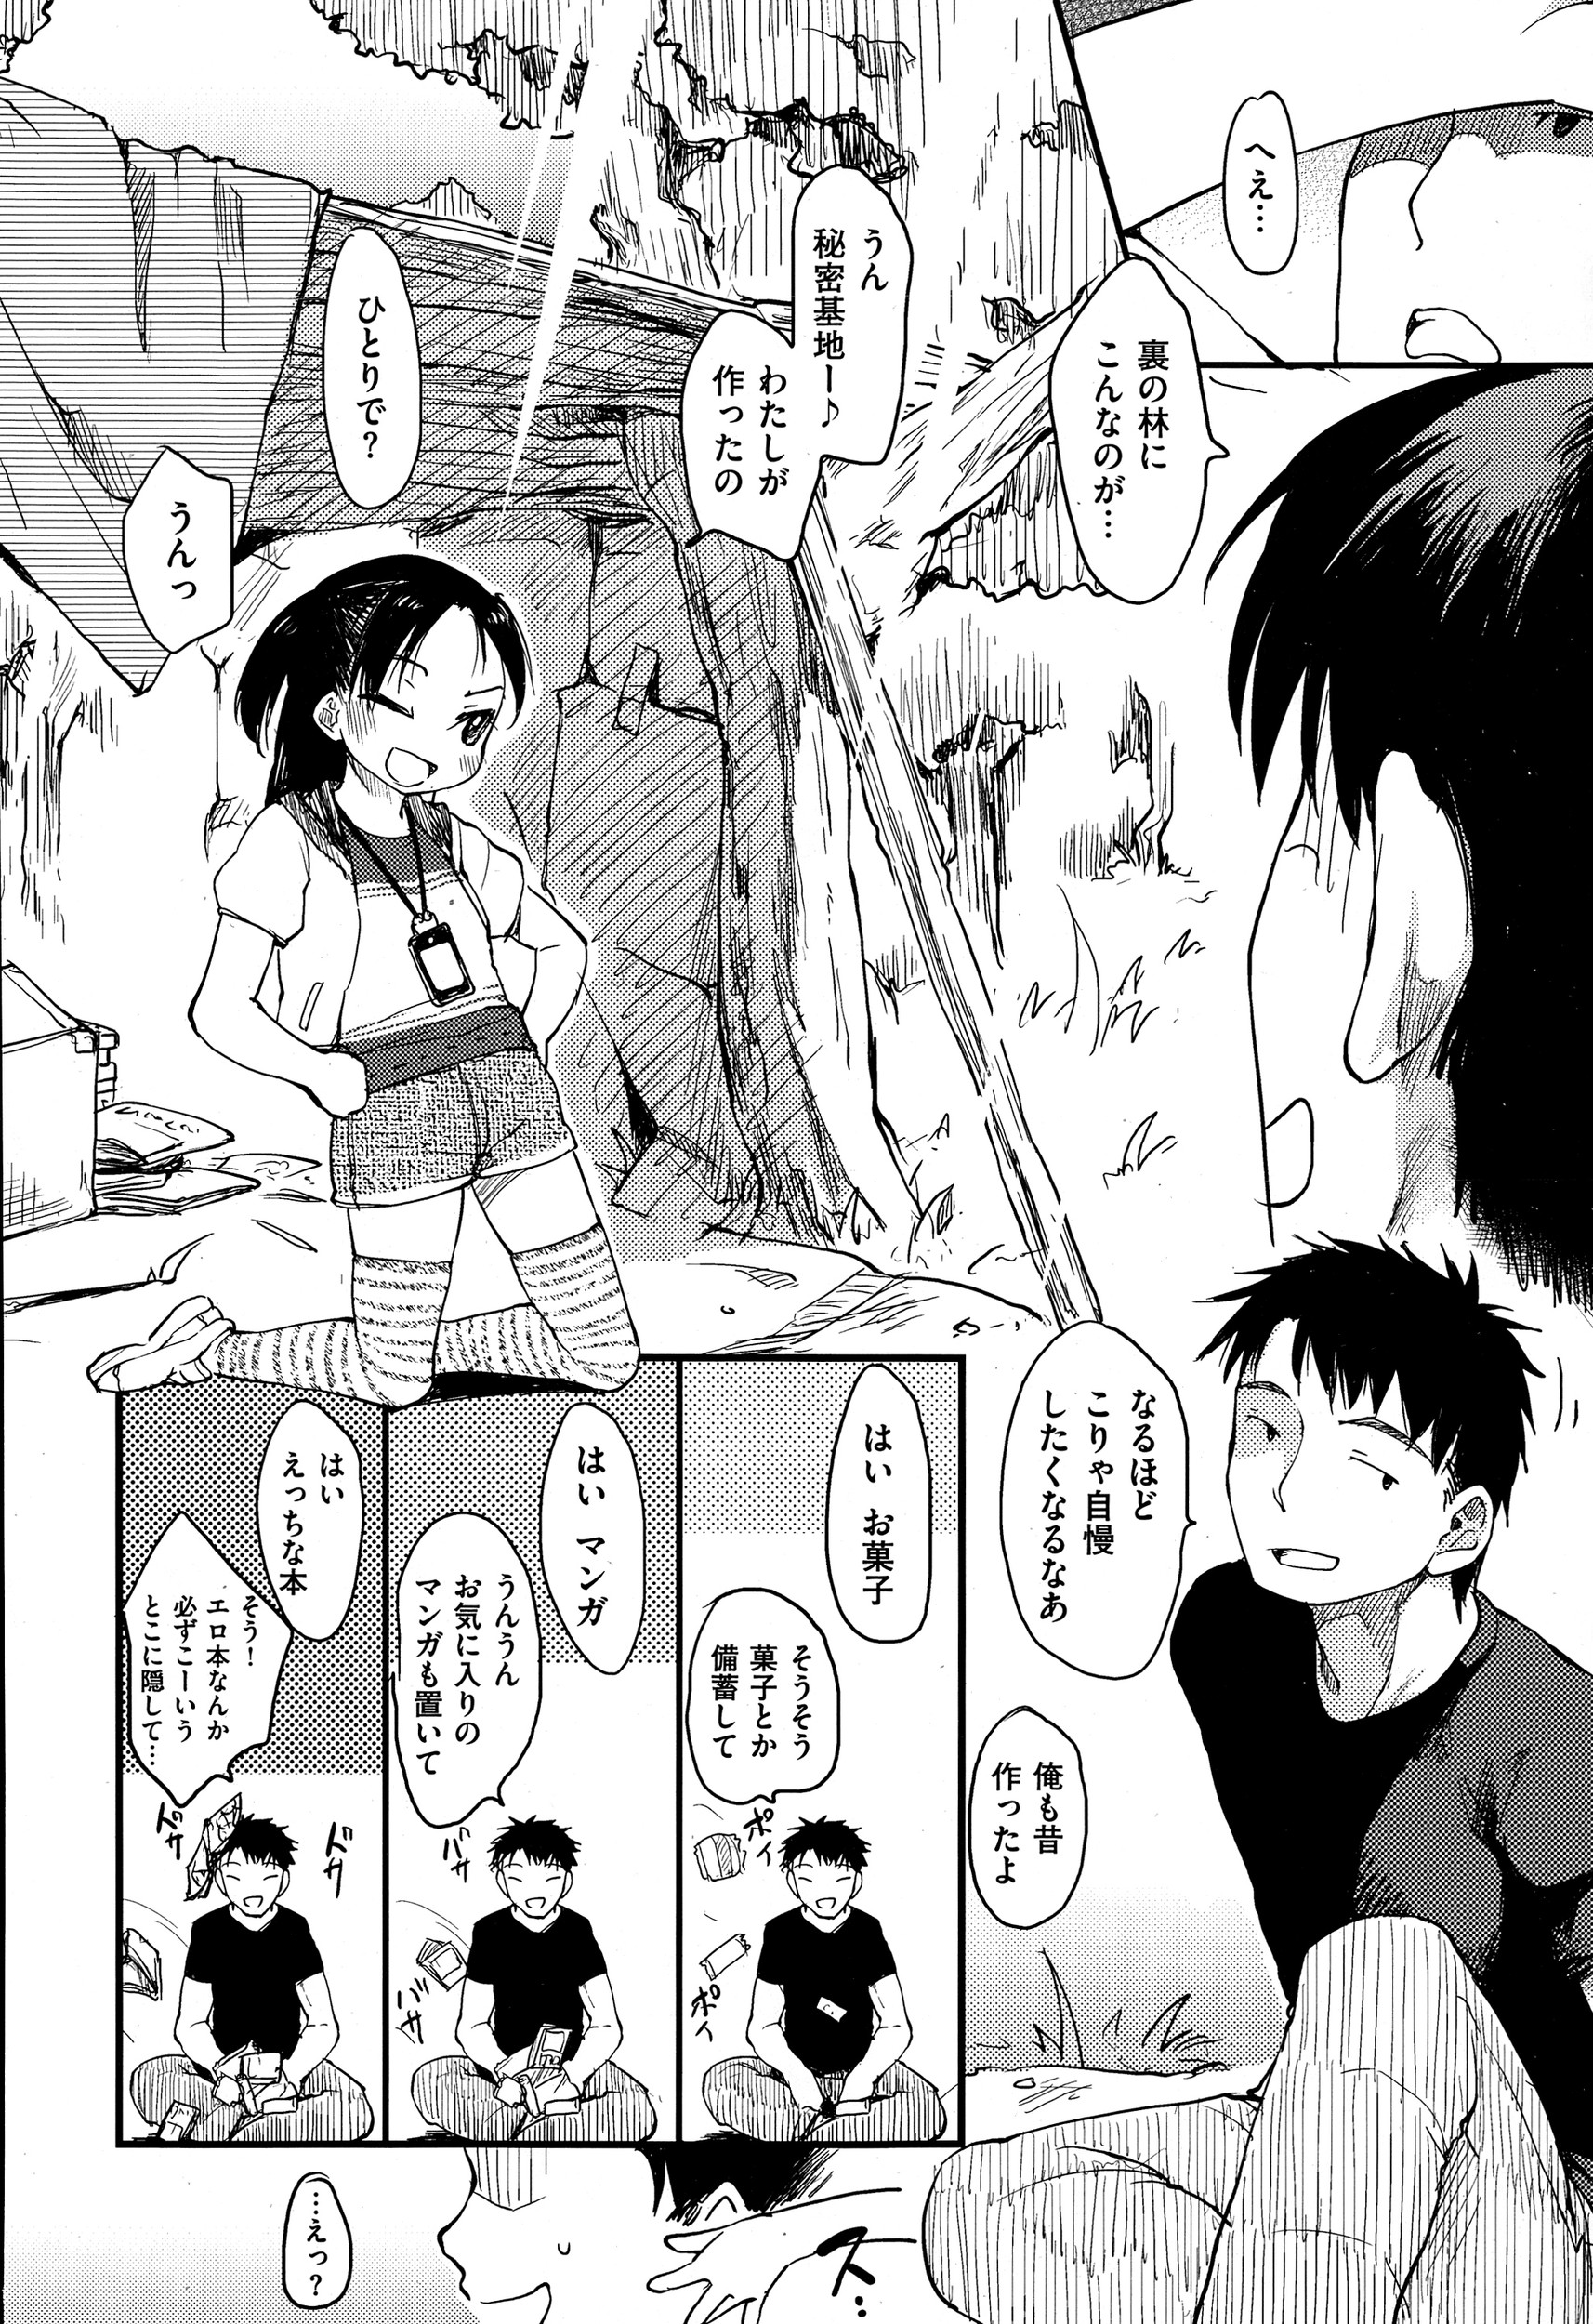 へえ…
裏の林に
こんなのが…
うん
秘密基地ー♪
わたしが
作ったの
ひとりで？
うんっ
なるほど
こりゃ自慢
したくなるなあ
俺も昔
作ったよ
はい お菓子
そうそう
菓子とか
備蓄して
ポイ
ポイ
はい マンガ
うんうん
お気に入りの
マンガも置いて
バサ
バサ
はい
えっちな本
そう！
エロ本なんか
必ずこーいう
とこに隠して…
ドサ
ドサ
…えっ？
ス…